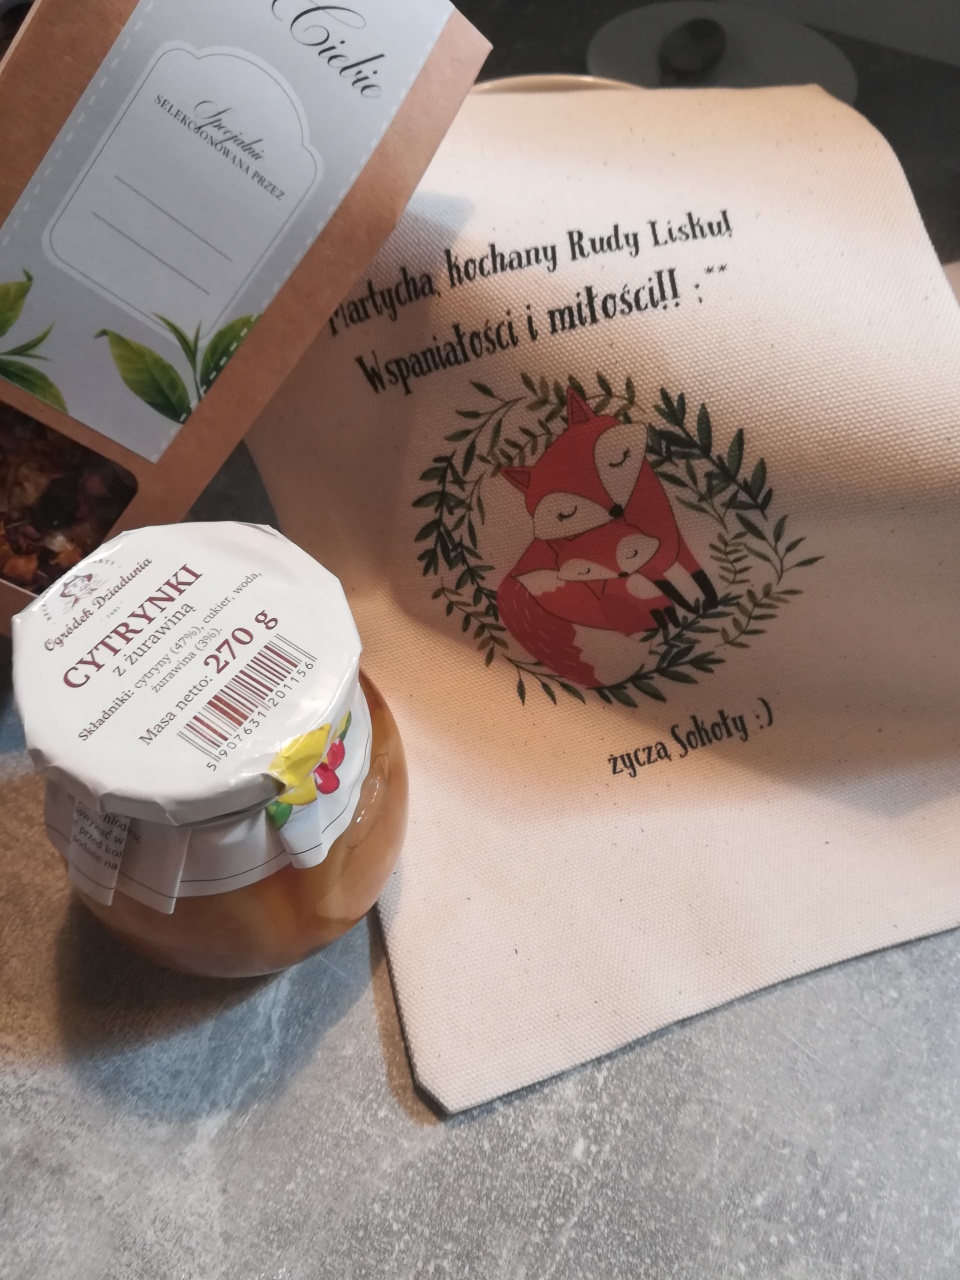 Ciebie
Specjalnie
SELEKCJONOWANA PRZEZ
Martycha, kochany Rudy Lisku!
Wspaniałości i miłości!! :**
życzą Sokoły :)
Ogródek Dziadunia
CYTRYNKI
z żurawiną
Składniki: cytryny (47%), cukier, woda,
żurawina (3%).
Masa netto: 270 g
5 907631 201156